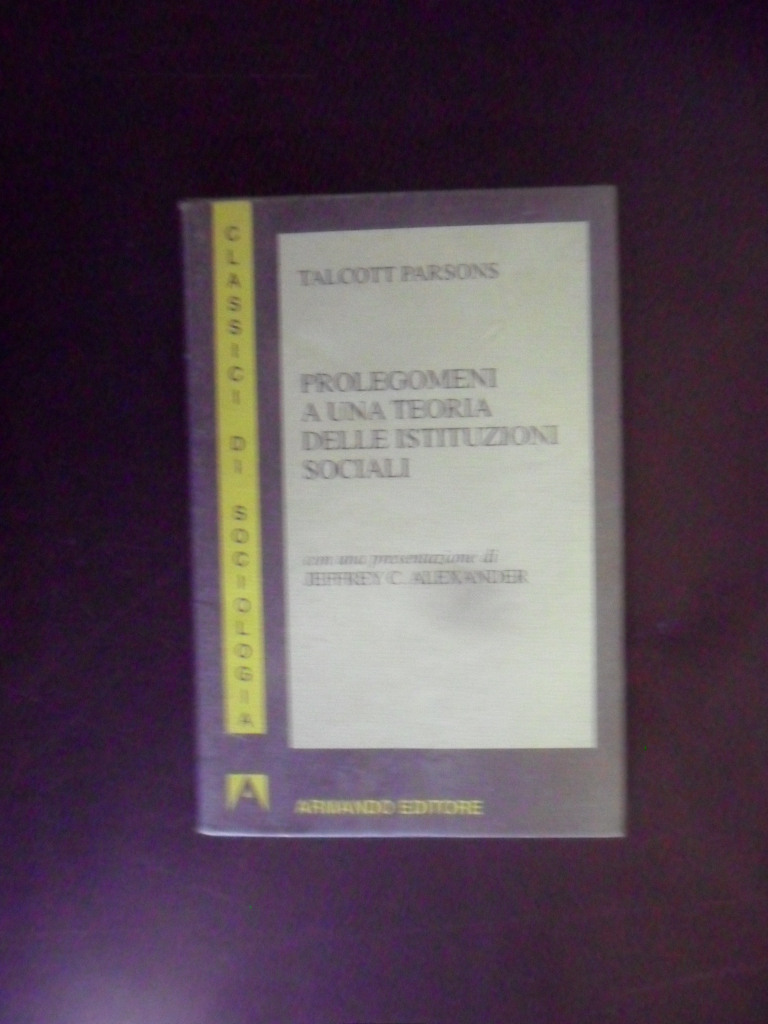 CLASSICI DI SOCIOLOGIA
TALCOTT PARSONS
PROLEGOMENI
A UNA TEORIA
DELLE ISTITUZIONI
SOCIALI
con una presentazione di
JEFFREY C. ALEXANDER
A
ARMANDO EDITORE